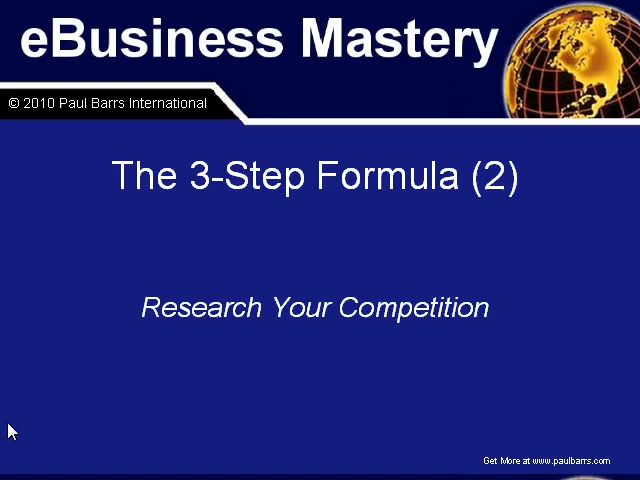 eBusiness Mastery
© 2010 Paul Barrs International
The 3-Step Formula (2)
Research Your Competition
Get More at www.paulbarrs.com